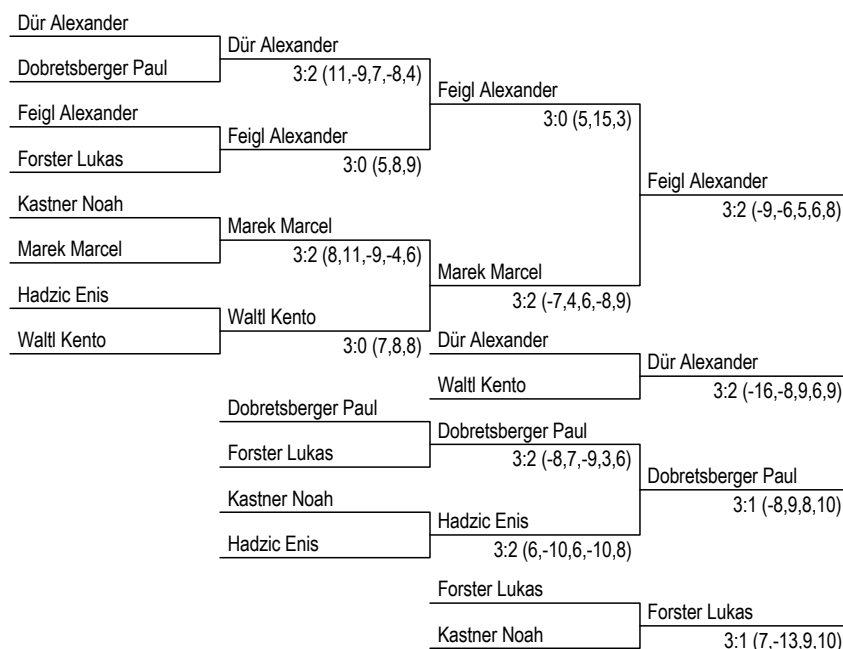 Dür Alexander
Dür Alexander
Dobretsberger Paul
3:2 (11,-9,7,-8,4)
Feigl Alexander
Feigl Alexander
3:0 (5,15,3)
Feigl Alexander
Forster Lukas
3:0 (5,8,9)
Feigl Alexander
Kastner Noah
3:2 (-9,-6,5,6,8)
Marek Marcel
Marek Marcel
3:2 (8,11,-9,-4,6)
Marek Marcel
Hadzic Enis
3:2 (-7,4,6,-8,9)
Waltl Kento
Waltl Kento
3:0 (7,8,8)
Dür Alexander
Dür Alexander
Waltl Kento
3:2 (-16,-8,9,6,9)
Dobretsberger Paul
Dobretsberger Paul
Forster Lukas
3:2 (-8,7,-9,3,6)
Dobretsberger Paul
Kastner Noah
3:1 (-8,9,8,10)
Hadzic Enis
Hadzic Enis
3:2 (6,-10,6,-10,8)
Forster Lukas
Forster Lukas
Kastner Noah
3:1 (7,-13,9,10)